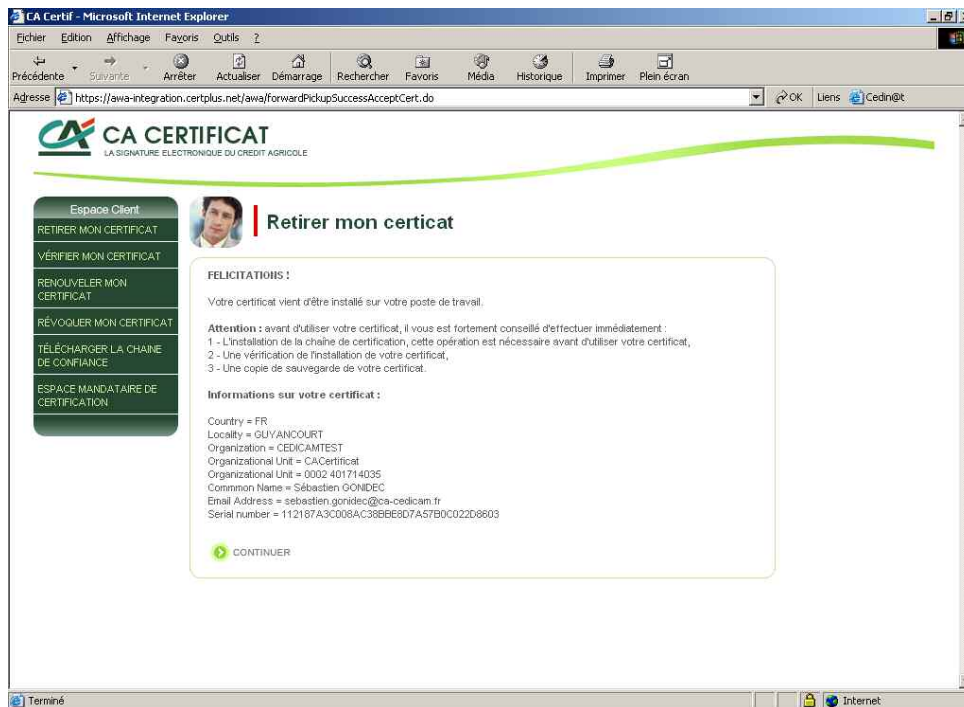 CA Certif - Microsoft Internet Explorer
Fichier Edition Affichage Favoris Outils ?
Précédente Suivante Arrêter Actualiser Démarrage Rechercher Favoris Média Historique Imprimer Plein écran
Adresse https://awa-integration.certplus.net/awa/forwardPickupSuccessAcceptCert.do OK Liens Cedin@t
CA CERTIFICAT
LA SIGNATURE ELECTRONIQUE DU CREDIT AGRICOLE
Espace Client
RETIRER MON CERTIFICAT
VÉRIFIER MON CERTIFICAT
RENOUVELER MON
CERTIFICAT
RÉVOQUER MON CERTIFICAT
TÉLÉCHARGER LA CHAINE
DE CONFIANCE
ESPACE MANDATAIRE DE
CERTIFICATION
Retirer mon certicat
FELICITATIONS !
Votre certificat vient d'être installé sur votre poste de travail.
Attention : avant d'utiliser votre certificat, il vous est fortement conseillé d'effectuer immédiatement :
1 - L'installation de la chaîne de certification, cette opération est nécessaire avant d'utiliser votre certificat,
2 - Une vérification de l'installation de votre certificat,
3 - Une copie de sauvegarde de votre certificat.
Informations sur votre certificat :
Country = FR
Locality = GUYANCOURT
Organization = CEDICAMTEST
Organizational Unit = CACertificat
Organizational Unit = 0002 401714035
Commmon Name = Sébastien GONIDEC
Email Address = sebastien.gonidec@ca-cedicam.fr
Serial number = 112187A3C008AC38BBE8D7A57B0C022D8603
CONTINUER
Terminé Internet